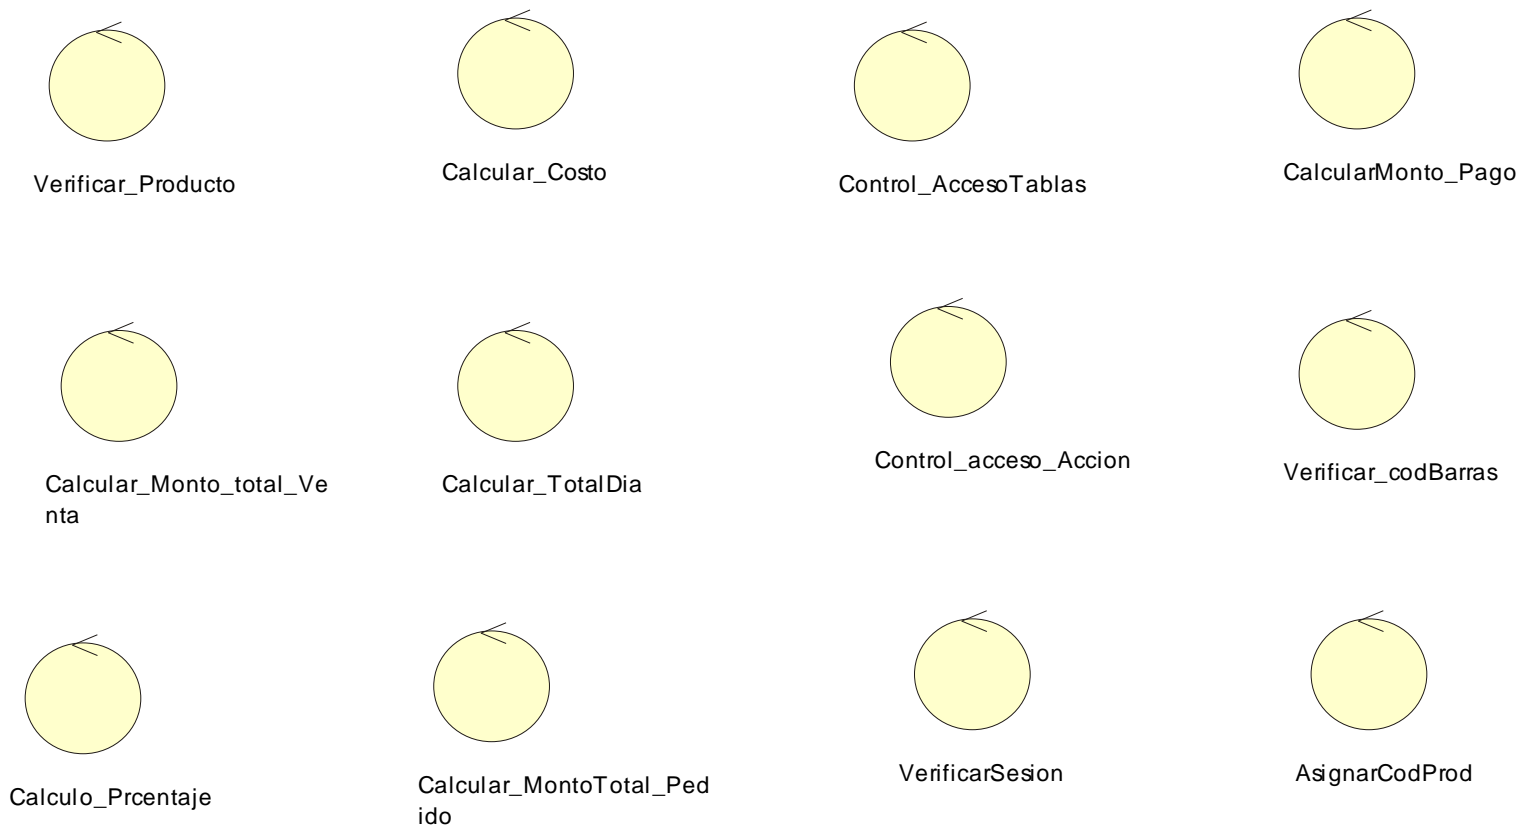 Verificar_Producto
Calcular_Costo
Control_AccesoTablas
CalcularMonto_Pago
Calcular_Monto_total_Ve
nta
Calcular_TotalDia
Control_acceso_Accion
Verificar_codBarras
Calculo_Prcentaje
Calcular_MontoTotal_Ped
ido
VerificarSesion
AsignarCodProd